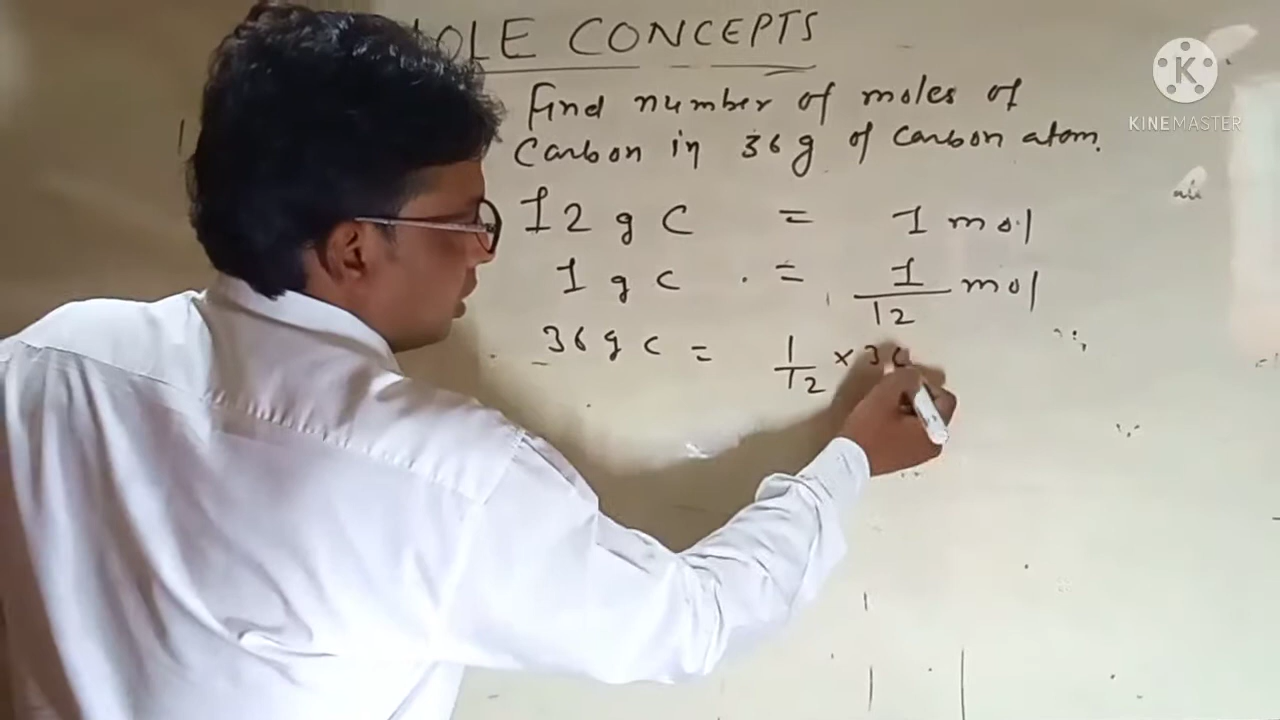 OLE CONCEPTS
K
KINEMASTER
Find number of moles of
Carbon in 36g of carbon atom.
12 g C = 1 mol
1 g C = 1/12 mol
36 g C = 1/12 × 36